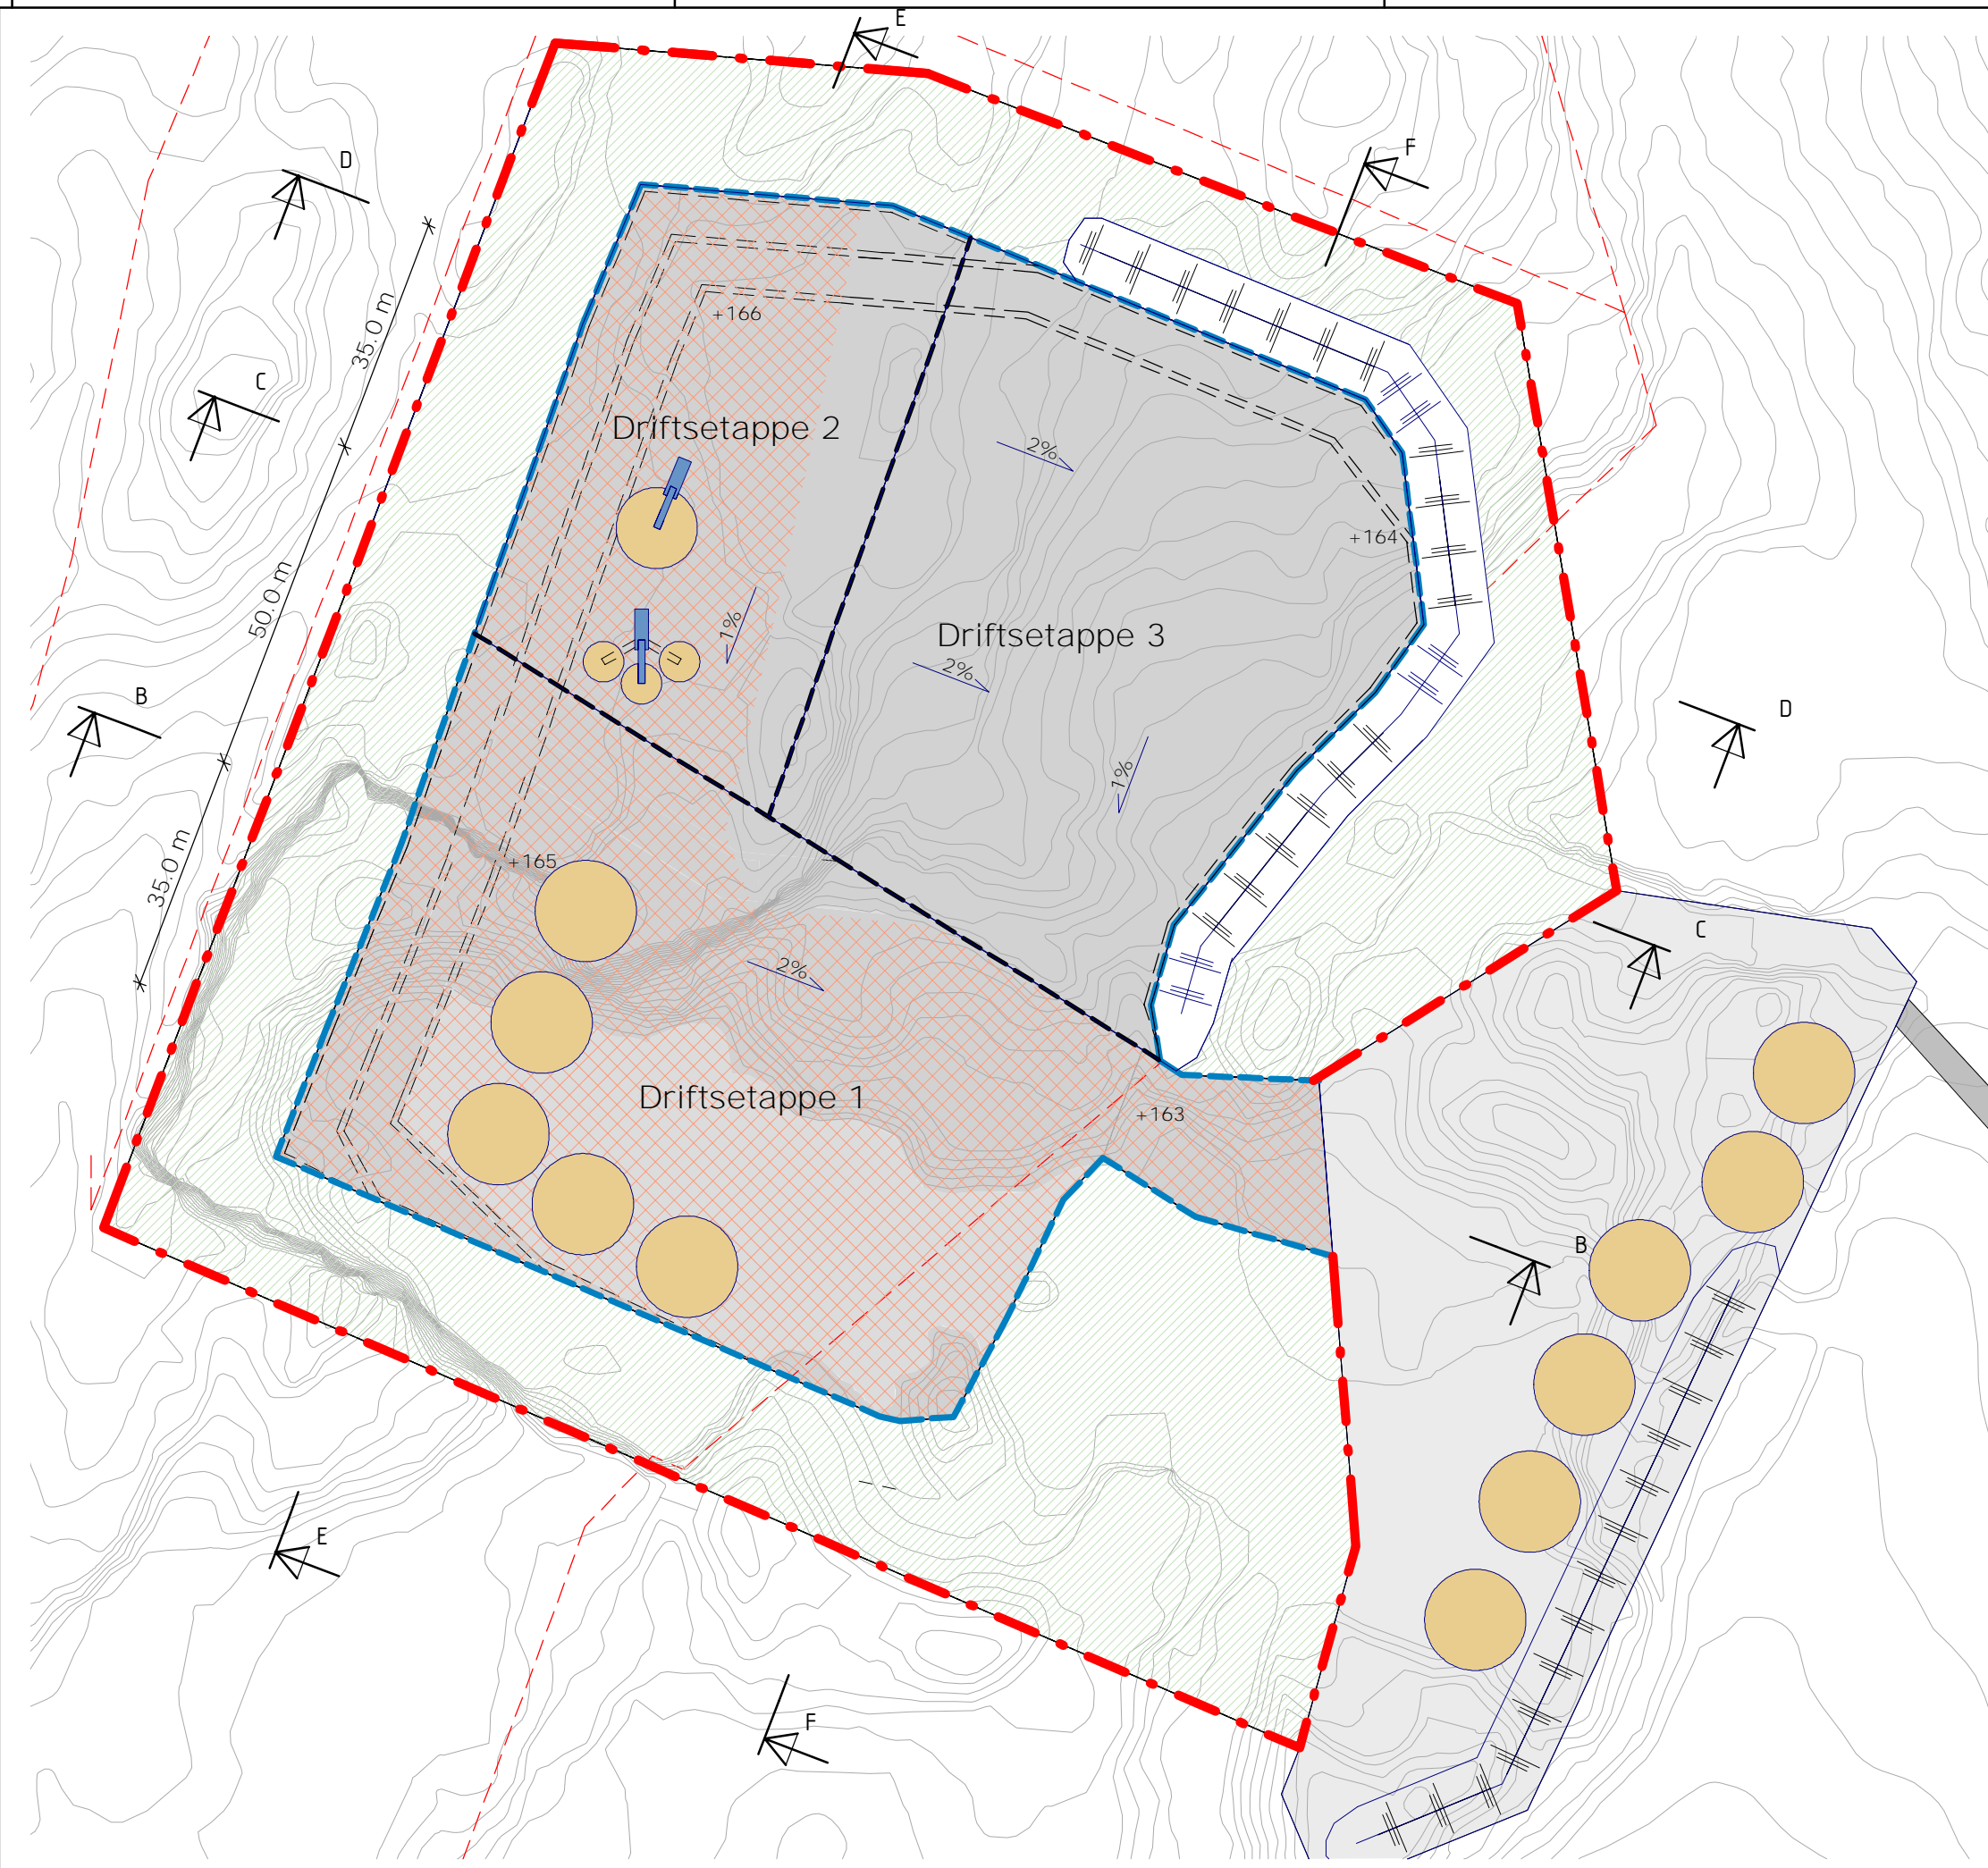 E
F
D
35.0 m
+166
C
Driftsetappe 2
2%
+164
50.0 m
1%
Driftsetappe 3
2%
B
D
1%
35.0 m
+165
C
2%
Driftsetappe 1
+163
B
E
F